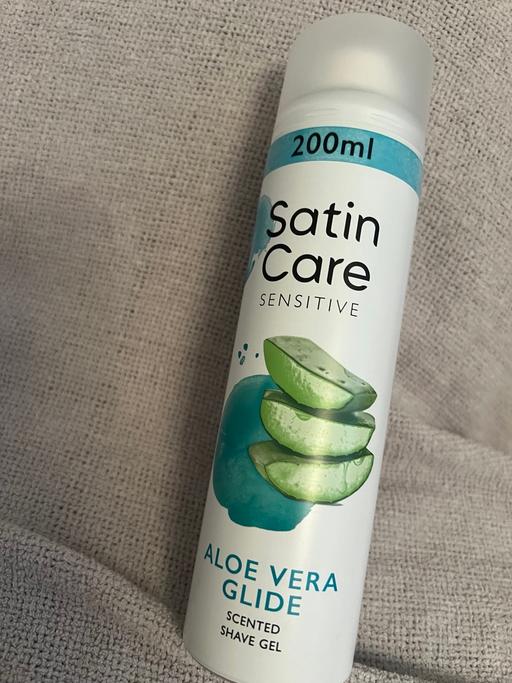 200ml
Satin
Care
SENSITIVE
ALOE VERA
GLIDE
SCENTED
SHAVE GEL